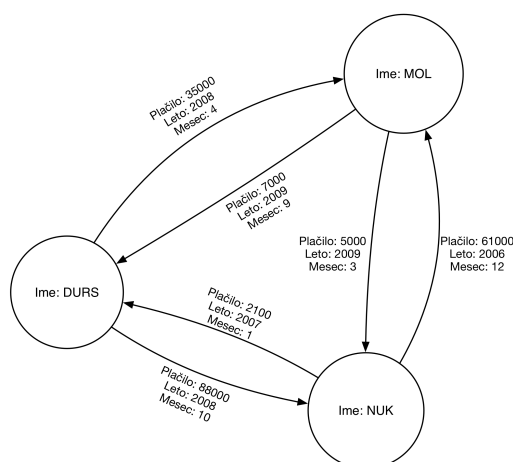 Ime: MOL
Plačilo: 35000
Leto: 2008
Mesec: 4
Plačilo: 7000
Leto: 2009
Mesec: 9
Plačilo: 5000
Leto: 2009
Mesec: 3
Plačilo: 61000
Leto: 2006
Mesec: 12
Ime: DURS
Plačilo: 2100
Leto: 2007
Mesec: 1
Plačilo: 88000
Leto: 2008
Mesec: 10
Ime: NUK